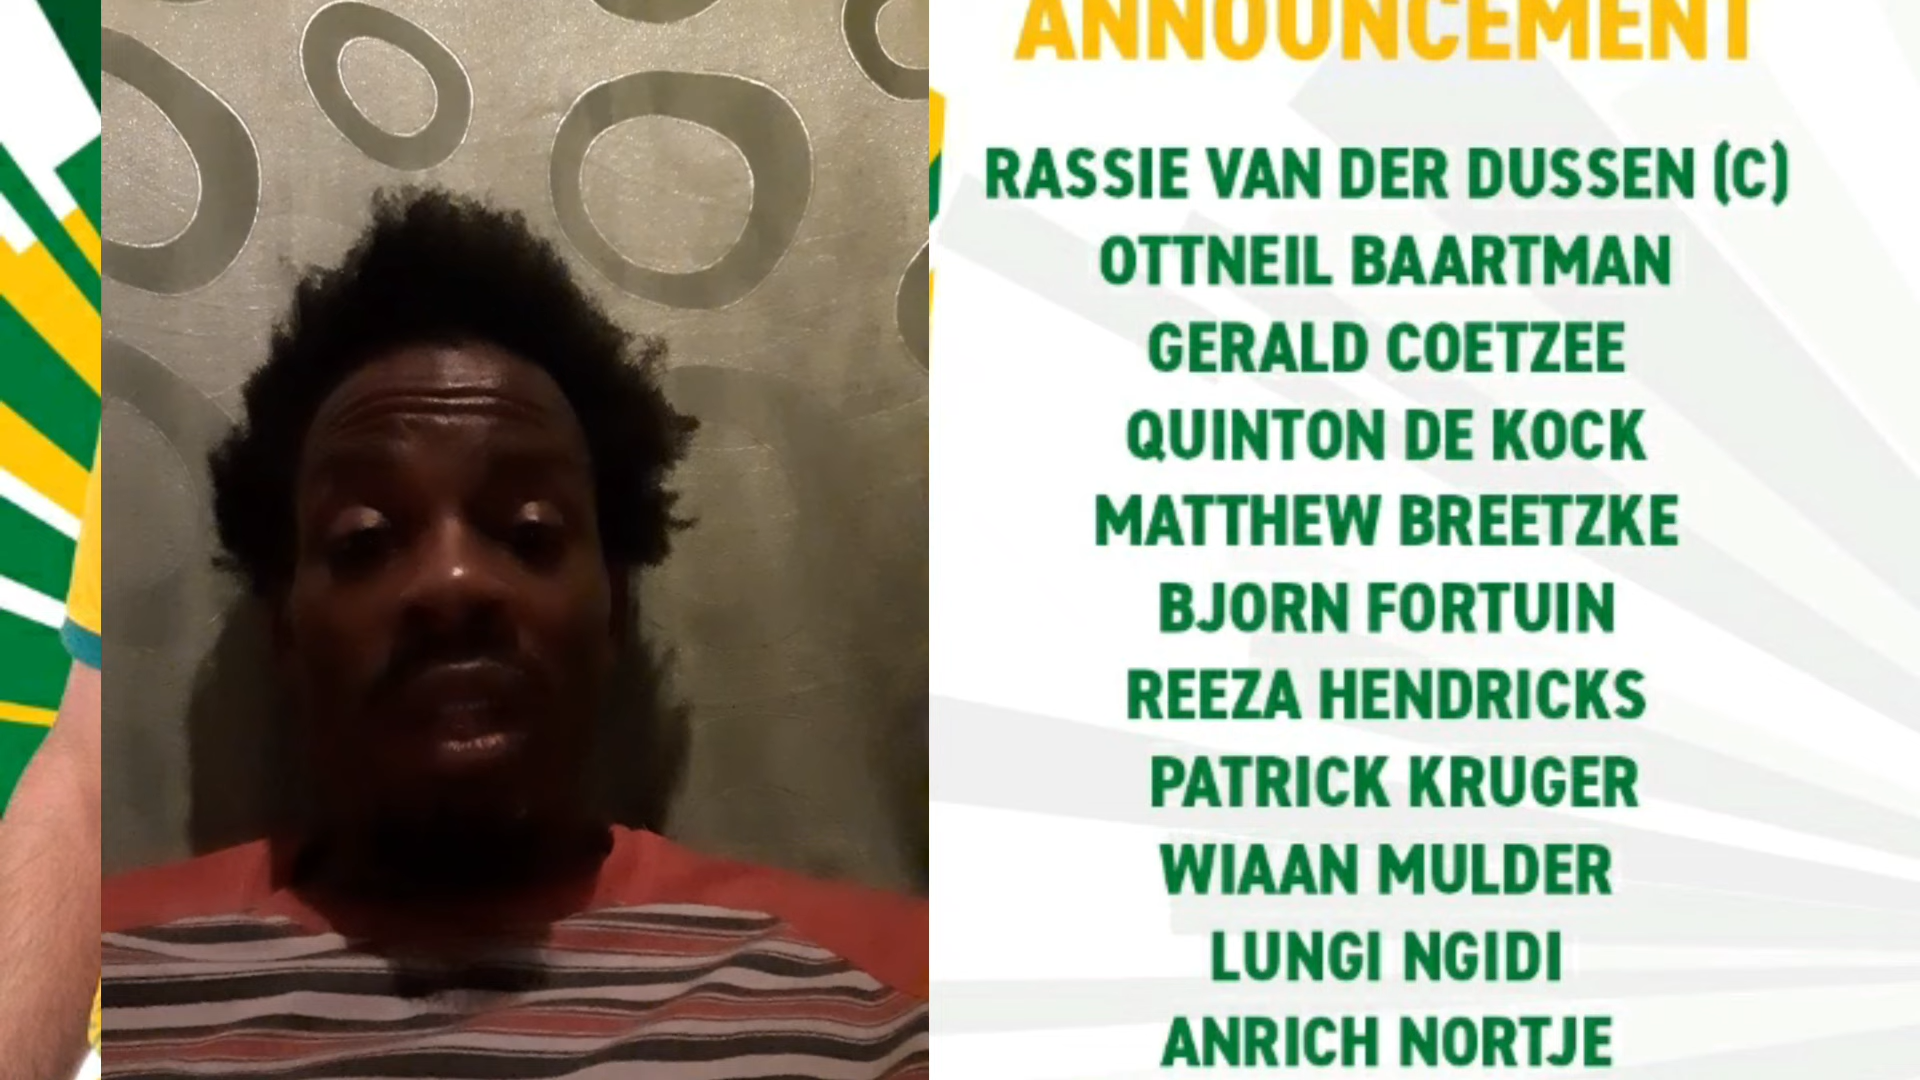 ANNOUNCEMENT
RASSIE VAN DER DUSSEN (C)
OTTNEIL BAARTMAN
GERALD COETZEE
QUINTON DE KOCK
MATTHEW BREETZKE
BJORN FORTUIN
REEZA HENDRICKS
PATRICK KRUGER
WIAAN MULDER
LUNGI NGIDI
ANRICH NORTJE